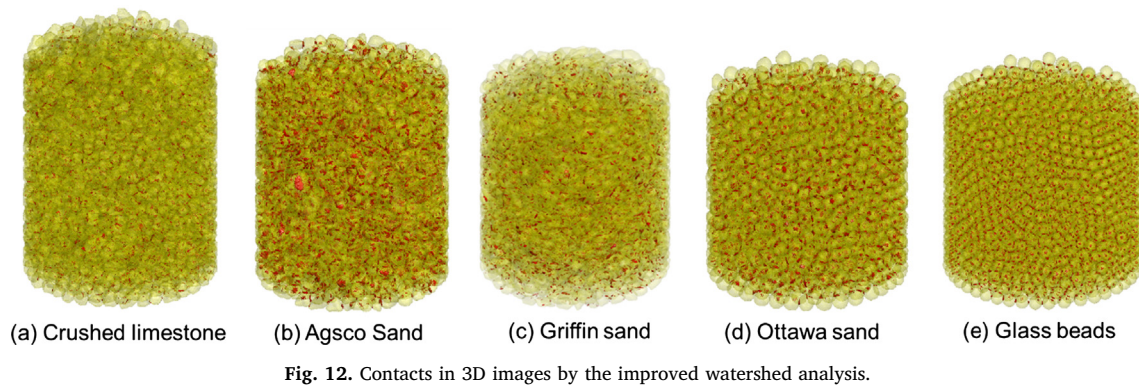 (a) Crushed limestone (b) Agsco Sand (c) Griffin sand (d) Ottawa sand (e) Glass beads
Fig. 12. Contacts in 3D images by the improved watershed analysis.